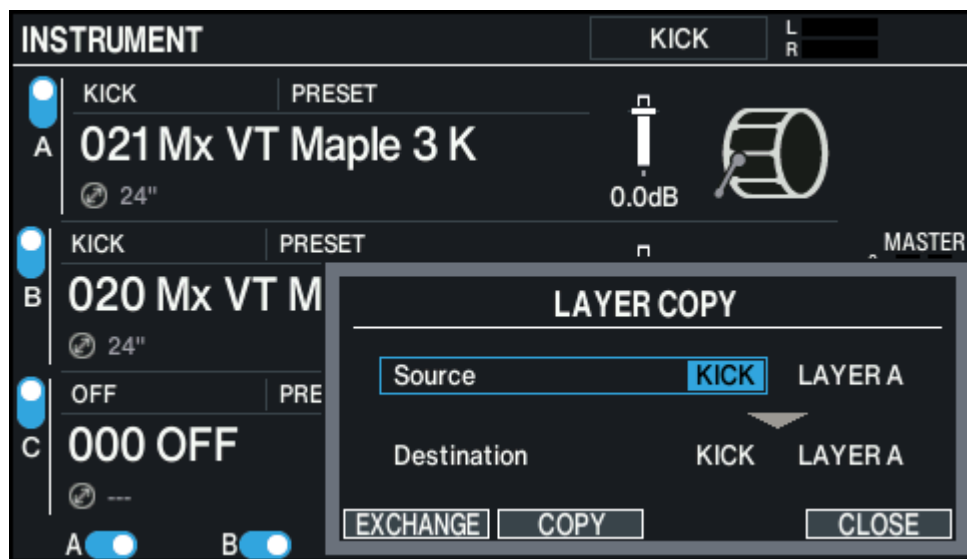 INSTRUMENT KICK L R
KICK PRESET
A 021 Mx VT Maple 3 K
24" 0.0dB
KICK PRESET MASTER
B 020 Mx VT M
24"
OFF PRE
C 000 OFF
---
A B
LAYER COPY
Source KICK LAYER A
Destination KICK LAYER A
EXCHANGE COPY CLOSE